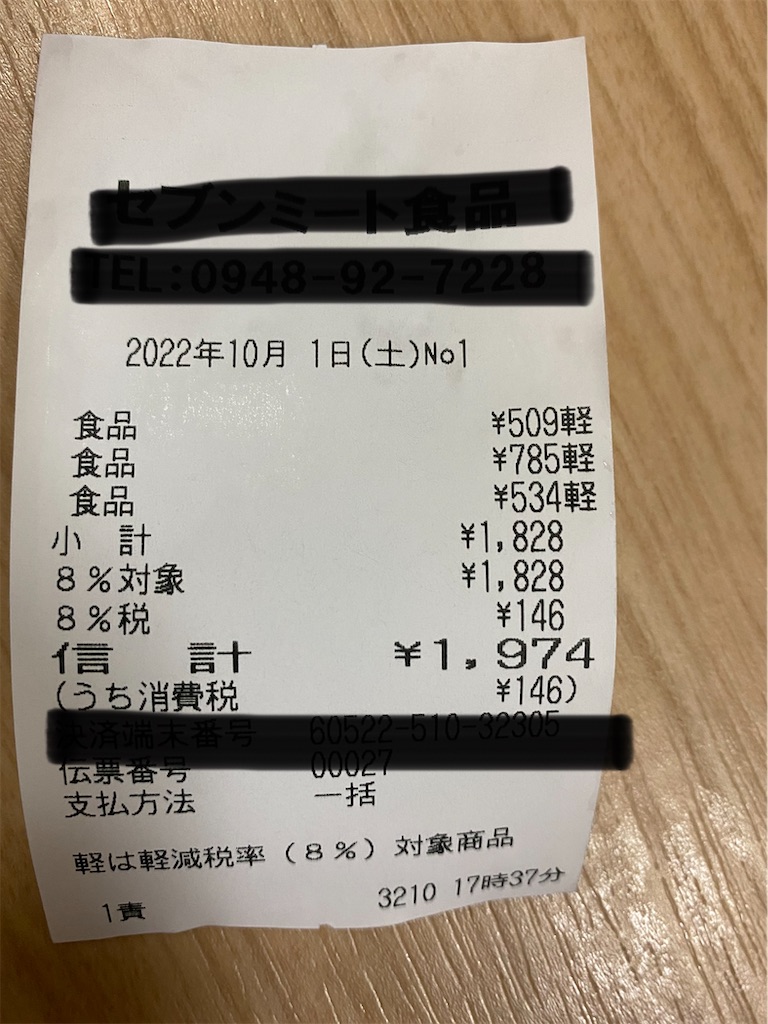 セブンミート食品
TEL:0948-92-7228
2022年10月 1日(土)No1
食品 ¥509軽
食品 ¥785軽
食品 ¥534軽
小 計 ¥1,828
8%対象 ¥1,828
8%税 ¥146
信 計 ¥1,974
(うち消費税 ¥146)
決済端末番号 60522-510-32305
伝票番号 00027
支払方法 一括
軽は軽減税率(8%)対象商品
1責 3210 17時37分